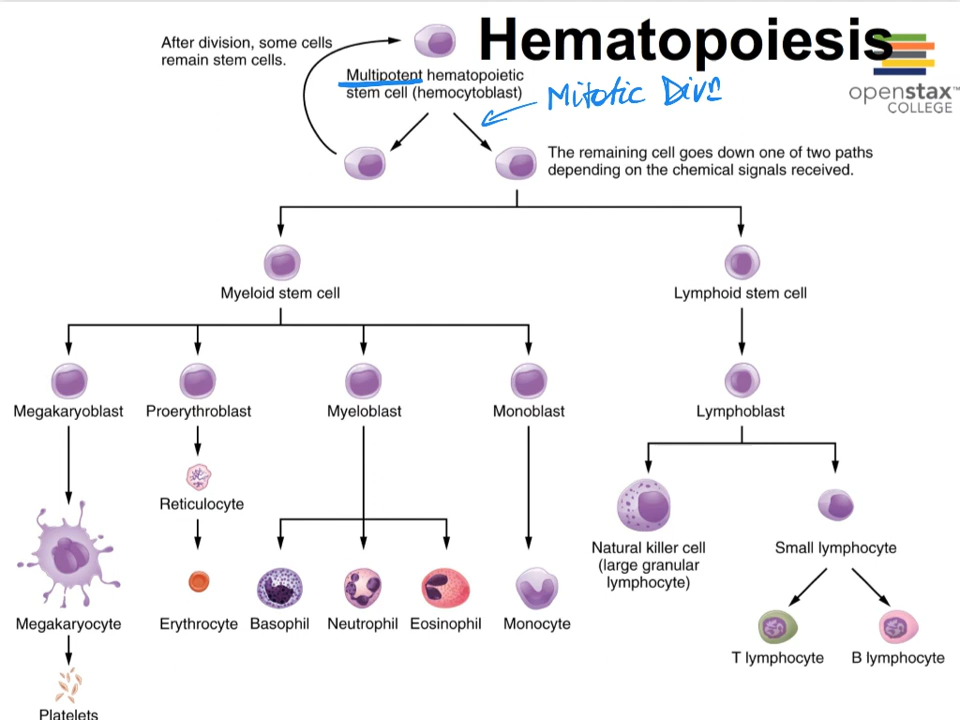 Hematopoiesis
After division, some cells
remain stem cells.
Multipotent hematopoietic
stem cell (hemocytoblast)
Mitotic Divn
openstax™
COLLEGE
The remaining cell goes down one of two paths
depending on the chemical signals received.
Myeloid stem cell
Lymphoid stem cell
Megakaryoblast
Proerythroblast
Myeloblast
Monoblast
Lymphoblast
Reticulocyte
Natural killer cell
(large granular
lymphocyte)
Small lymphocyte
Megakaryocyte
Erythrocyte
Basophil
Neutrophil
Eosinophil
Monocyte
T lymphocyte
B lymphocyte
Platelets